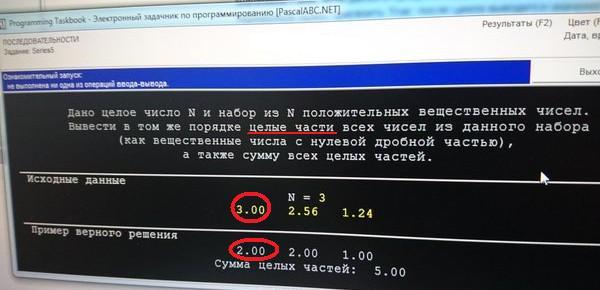 Programming Taskbook - Электронный задачник по программированию [PascalABC.NET]
Результаты (F2)
ПОСЛЕДОВАТЕЛЬНОСТИ
Задание: Series5
Ознакомительный запуск:
не выполнена ни одна из операций ввода-вывода.
Дано целое число N и набор из N положительных вещественных чисел.
Вывести в том же порядке целые части всех чисел из данного набора
(как вещественные числа с нулевой дробной частью),
а также сумму всех целых частей.
Исходные данные
N = 3
3.00 2.56 1.24
Пример верного решения
2.00 2.00 1.00
Сумма целых частей: 5.00